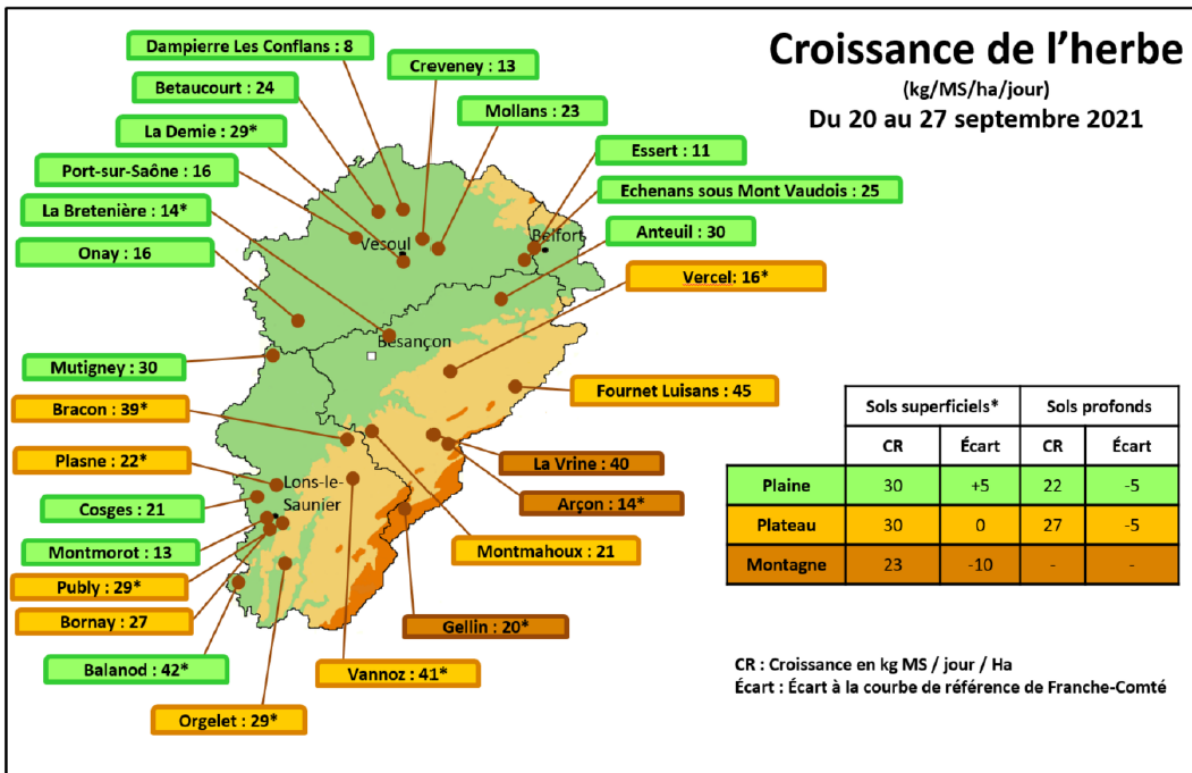 Croissance de l'herbe
(kg/MS/ha/jour)
Du 20 au 27 septembre 2021
Dampierre Les Conflans : 8
Creveney : 13
Betaucourt : 24
Mollans : 23
La Demie : 29*
Essert : 11
Port-sur-Saône : 16
Echenans sous Mont Vaudois : 25
La Bretenière : 14*
Anteuil : 30
Onay : 16
Vercel: 16*
Vesoul
Belfort
Besançon
Mutigney : 30
Fournet Luisans : 45
Bracon : 39*
Plasne : 22*
La Vrine : 40
Lons-le-
Saunier
Cosges : 21
Arçon : 14*
Montmorot : 13
Montmahoux : 21
Publy : 29*
Bornay : 27
Gellin : 20*
Balanod : 42*
Vannoz : 41*
Orgelet : 29*
Sols superficiels* Sols profonds
CR Écart CR Écart
Plaine 30 +5 22 -5
Plateau 30 0 27 -5
Montagne 23 -10 - -
CR : Croissance en kg MS / jour / Ha
Écart : Écart à la courbe de référence de Franche-Comté